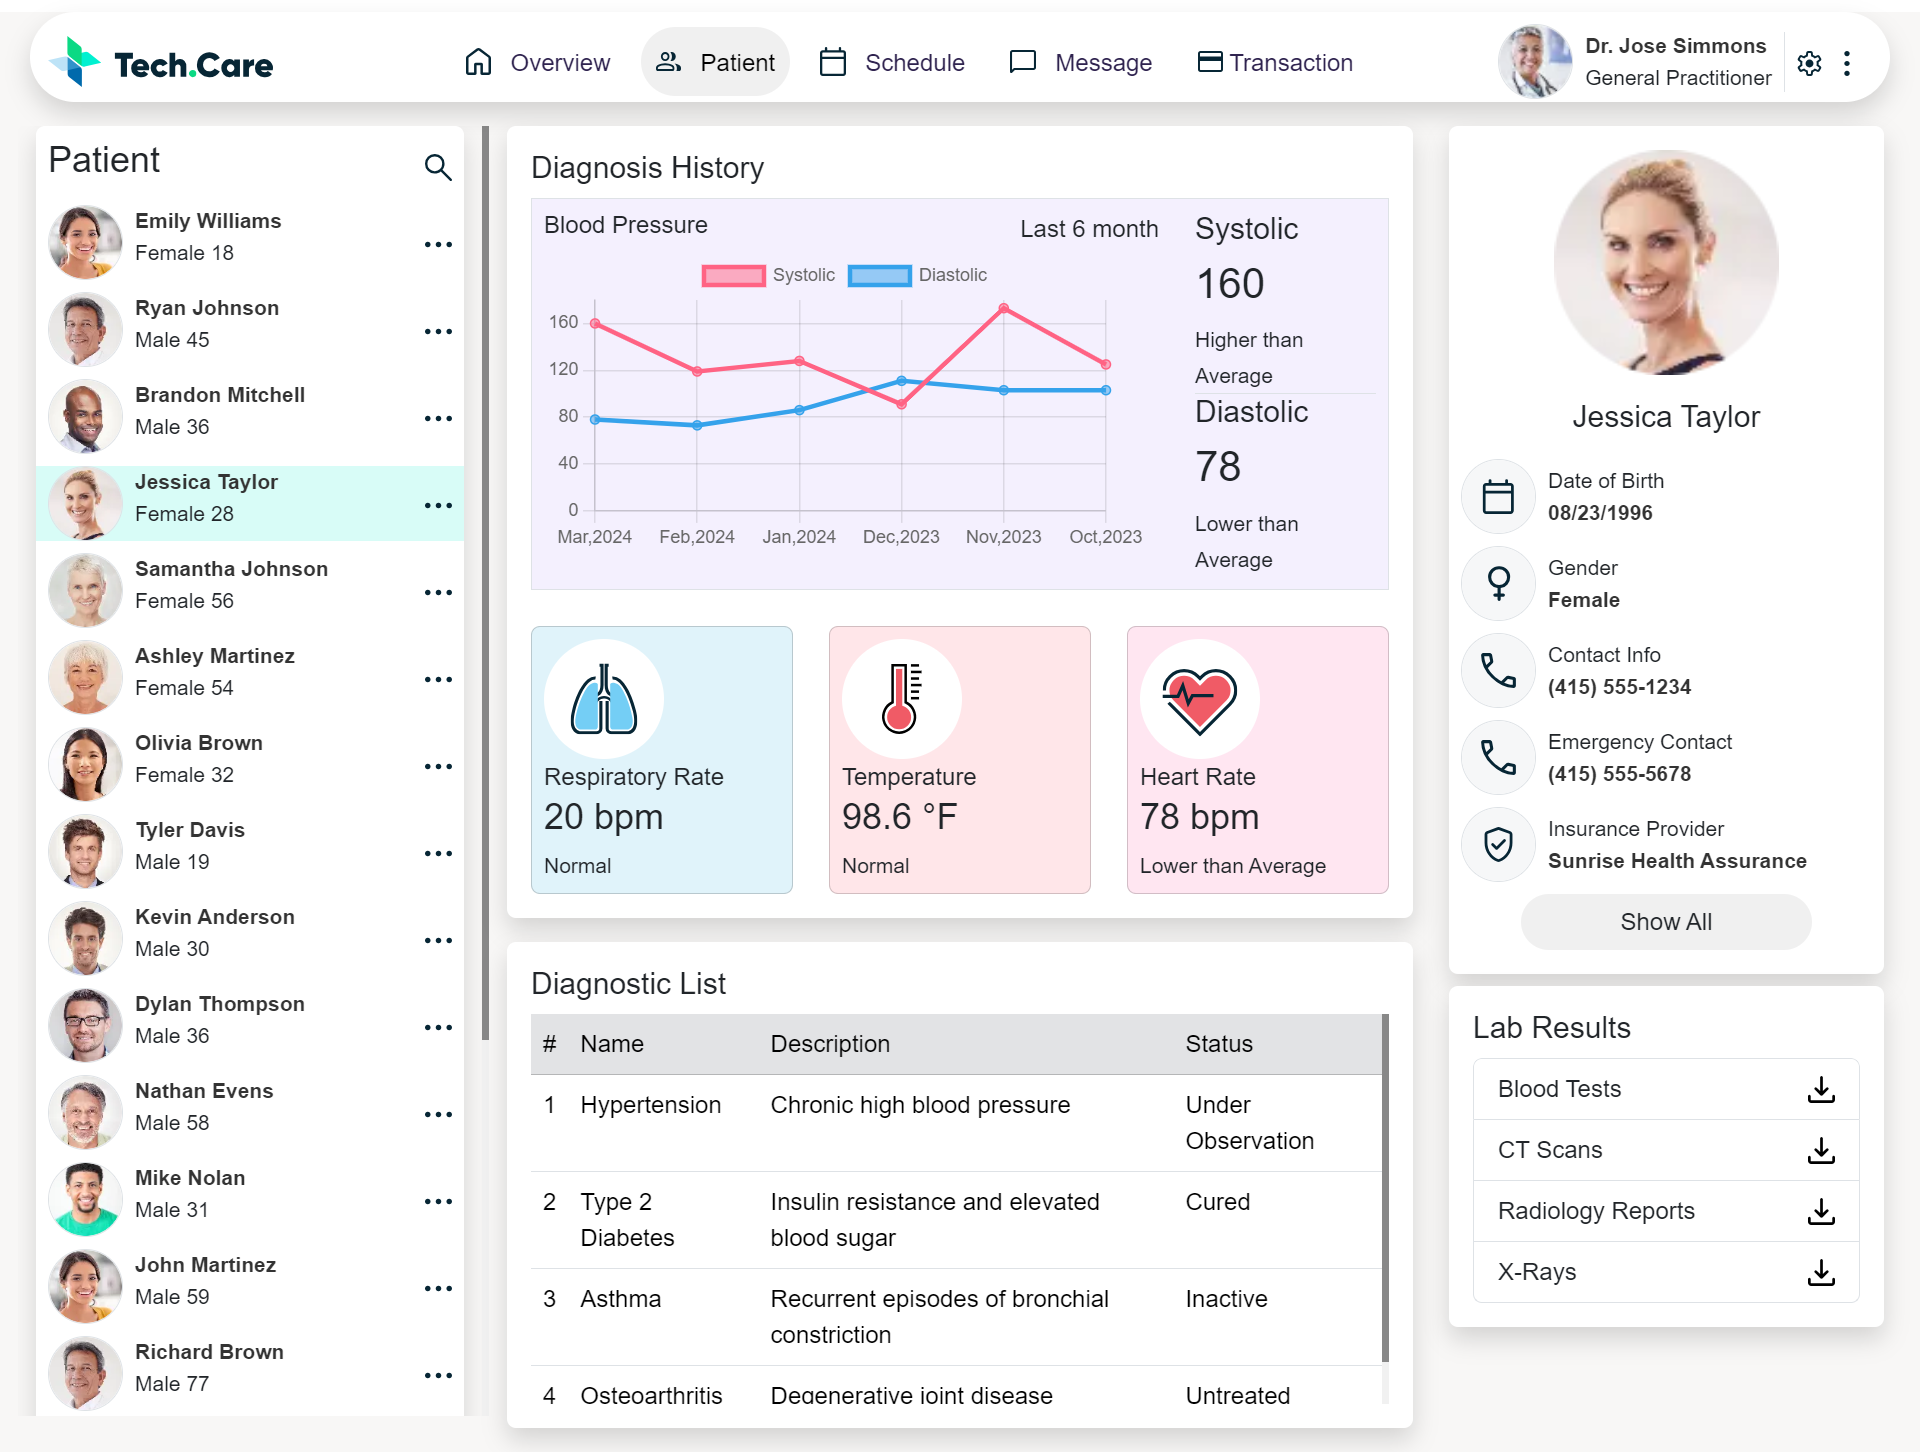 Tech.Care
Overview
Patient
Schedule
Message
Transaction
Dr. Jose Simmons
General Practitioner
Patient
Emily Williams
Female 18
Ryan Johnson
Male 45
Brandon Mitchell
Male 36
Jessica Taylor
Female 28
Samantha Johnson
Female 56
Ashley Martinez
Female 54
Olivia Brown
Female 32
Tyler Davis
Male 19
Kevin Anderson
Male 30
Dylan Thompson
Male 36
Nathan Evens
Male 58
Mike Nolan
Male 31
John Martinez
Male 59
Richard Brown
Male 77
Diagnosis History
Blood Pressure
Last 6 month
Systolic Diastolic
160
120
80
40
0
Mar,2024 Feb,2024 Jan,2024 Dec,2023 Nov,2023 Oct,2023
Systolic
160
Higher than
Average
Diastolic
78
Lower than
Average
Respiratory Rate
20 bpm
Normal
Temperature
98.6 °F
Normal
Heart Rate
78 bpm
Lower than Average
Diagnostic List
# Name Description Status
1 Hypertension Chronic high blood pressure Under
Observation
2 Type 2 Insulin resistance and elevated Cured
Diabetes blood sugar
3 Asthma Recurrent episodes of bronchial Inactive
constriction
4 Osteoarthritis Degenerative joint disease Untreated
Jessica Taylor
Date of Birth
08/23/1996
Gender
Female
Contact Info
(415) 555-1234
Emergency Contact
(415) 555-5678
Insurance Provider
Sunrise Health Assurance
Show All
Lab Results
Blood Tests
CT Scans
Radiology Reports
X-Rays